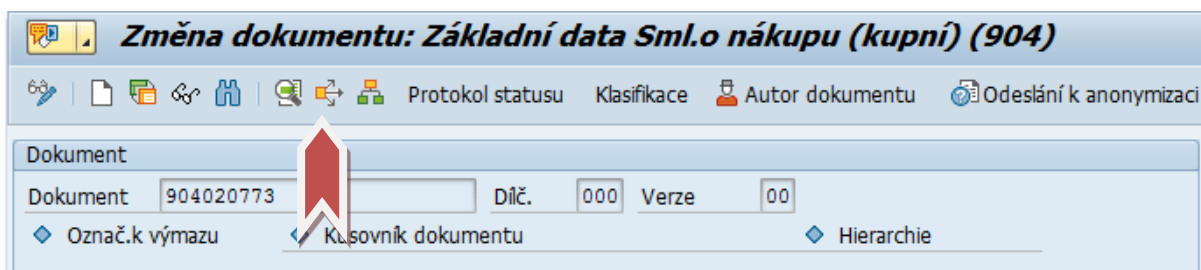 Změna dokumentu: Základní data Sml.o nákupu (kupní) (904)
Protokol statusu Klasifikace Autor dokumentu Odeslání k anonymizaci
Dokument
Dokument 904020773 Dílč. 000 Verze 00
Označ.k výmazu Kusovník dokumentu Hierarchie